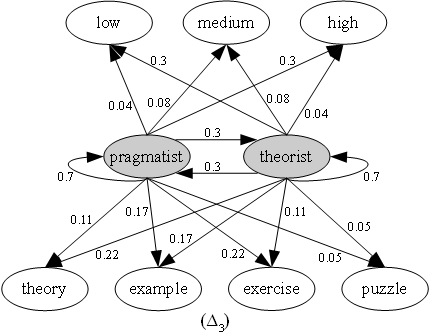 low medium high
0.3 0.3
0.04 0.08 0.08 0.04
0.3
pragmatist theorist
0.7 0.3 0.7
0.11 0.17 0.11 0.05
0.22 0.17 0.22 0.05
theory example exercise puzzle
(Δ₃)